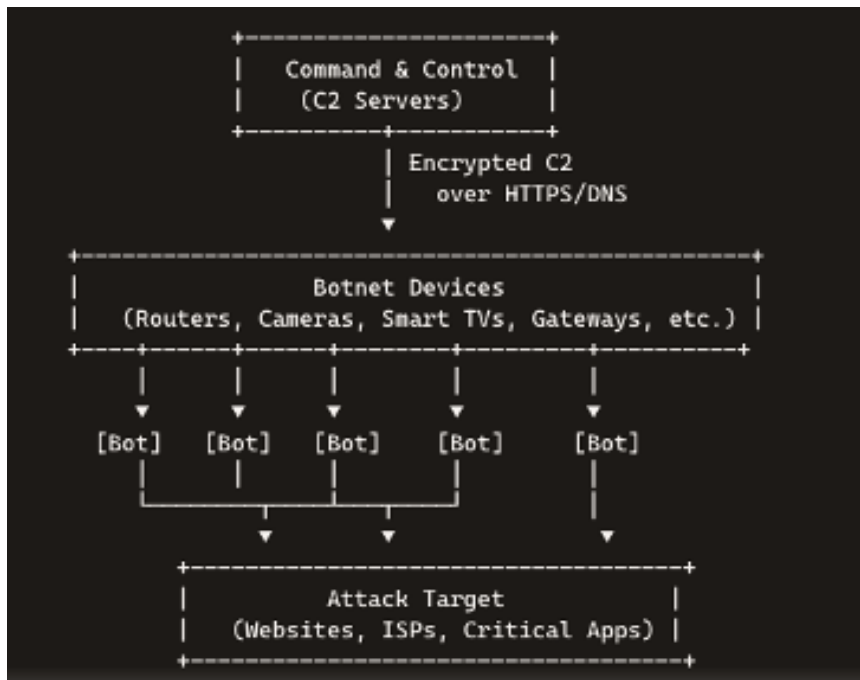 Command & Control
(C2 Servers)
Encrypted C2
over HTTPS/DNS
Botnet Devices
(Routers, Cameras, Smart TVs, Gateways, etc.)
[Bot] [Bot] [Bot] [Bot] [Bot]
Attack Target
(Websites, ISPs, Critical Apps)